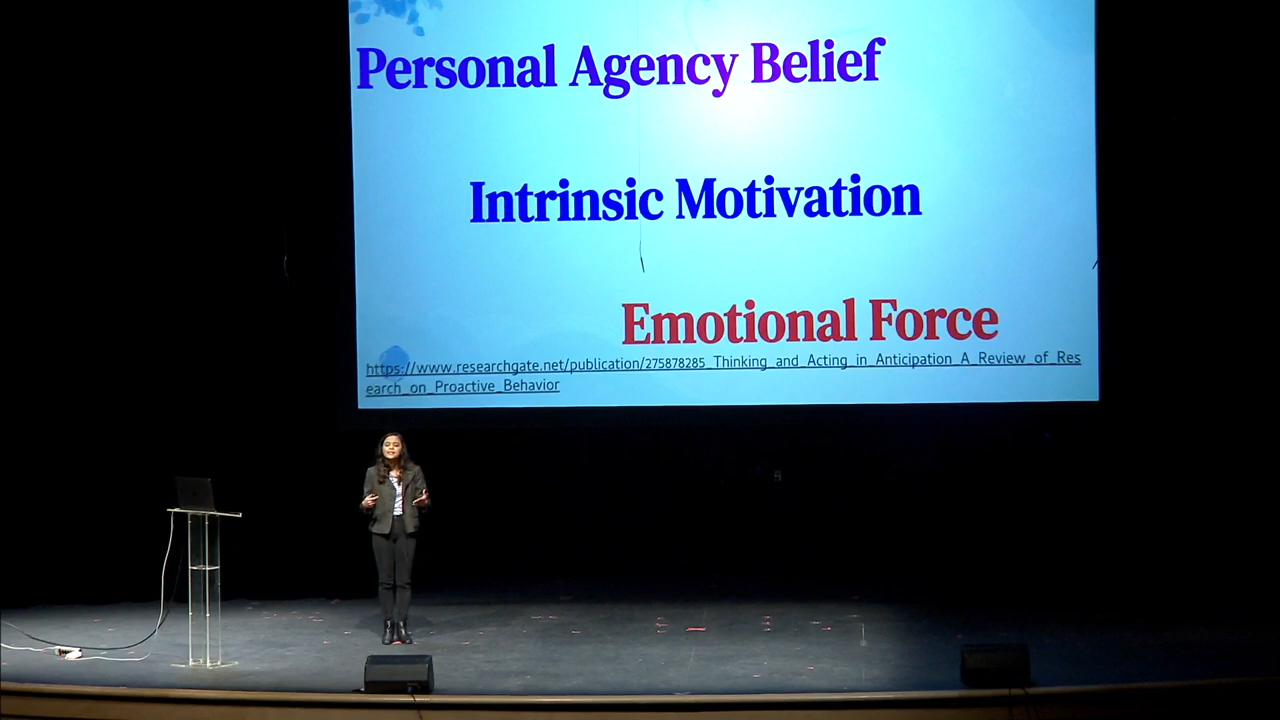 Personal Agency Belief
Intrinsic Motivation
Emotional Force
https://www.researchgate.net/publication/275878285_Thinking_and_Acting_in_Anticipation_A_Review_of_Res
earch_on_Proactive_Behavior